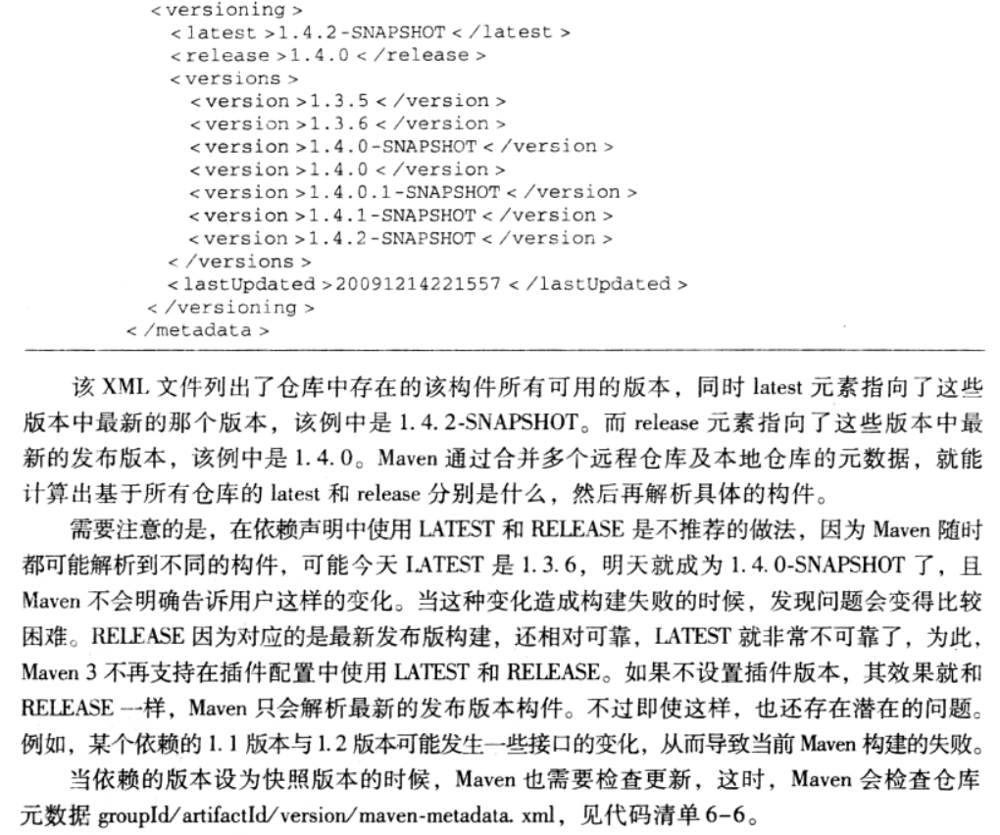 <versioning>
<latest>1.4.2-SNAPSHOT</latest>
<release>1.4.0</release>
<versions>
<version>1.3.5</version>
<version>1.3.6</version>
<version>1.4.0-SNAPSHOT</version>
<version>1.4.0</version>
<version>1.4.0.1-SNAPSHOT</version>
<version>1.4.1-SNAPSHOT</version>
<version>1.4.2-SNAPSHOT</version>
</versions>
<lastUpdated>20091214221557</lastUpdated>
</versioning>
</metadata>
该 XML 文件列出了仓库中存在的该构件所有可用的版本，同时 latest 元素指向了这些
版本中最新的那个版本，该例中是 1.4.2-SNAPSHOT。而 release 元素指向了这些版本中最
新的发布版本，该例中是 1.4.0。Maven 通过合并多个远程仓库及本地仓库的元数据，就能
计算出基于所有仓库的 latest 和 release 分别是什么，然后再解析具体的构件。
需要注意的是，在依赖声明中使用 LATEST 和 RELEASE 是不推荐的做法，因为 Maven 随时
都可能解析到不同的构件，可能今天 LATEST 是 1.3.6，明天就成为 1.4.0-SNAPSHOT 了，且
Maven 不会明确告诉用户这样的变化。当这种变化造成构建失败的时候，发现问题会变得比较
困难。RELEASE 因为对应的是最新发布版构建，还相对可靠，LATEST 就非常不可靠了，为此，
Maven 3 不再支持在插件配置中使用 LATEST 和 RELEASE。如果不设置插件版本，其效果就和
RELEASE 一样，Maven 只会解析最新的发布版本构件。不过即使这样，也还存在潜在的问题。
例如，某个依赖的 1.1 版本与 1.2 版本可能发生一些接口的变化，从而导致当前 Maven 构建的失败。
当依赖的版本设为快照版本的时候，Maven 也需要检查更新，这时，Maven 会检查仓库
元数据 groupId/artifactId/version/maven-metadata.xml，见代码清单 6-6。